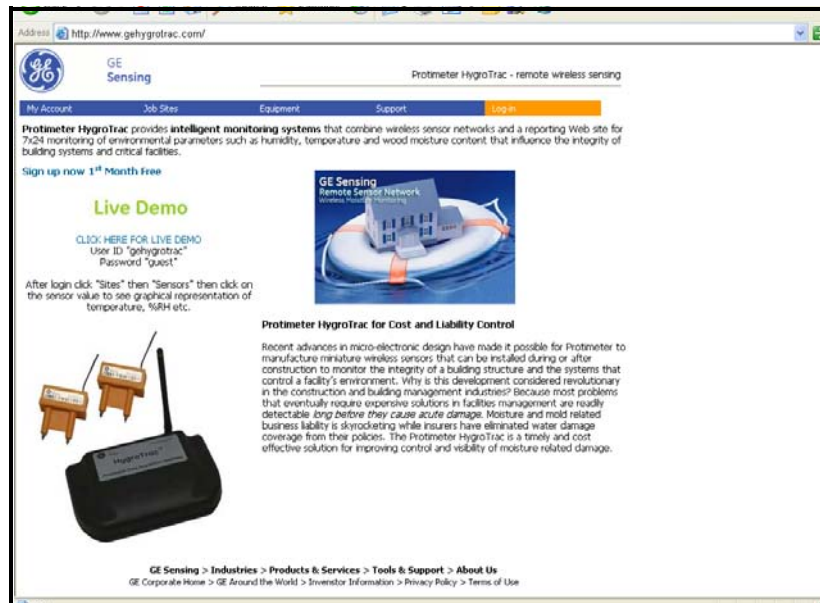 Address http://www.gehygrotrac.com/
GE
Sensing
Protimeter HygroTrac - remote wireless sensing
My Account Job Sites Equipment Support Log-in
Protimeter HygroTrac provides intelligent monitoring systems that combine wireless sensor networks and a reporting Web site for
7x24 monitoring of environmental parameters such as humidity, temperature and wood moisture content that influence the integrity of
building systems and critical facilities.
Sign up now 1st Month Free
GE Sensing
Remote Sensor Network
Wireless Moisture Monitoring
Live Demo
CLICK HERE FOR LIVE DEMO
User ID "gehygrotrac"
Password "guest"
After login click "Sites" then "Sensors" then click on
the sensor value to see graphical representation of
temperature, %RH etc.
Protimeter HygroTrac for Cost and Liability Control
Recent advances in micro-electronic design have made it possible for Protimeter to
manufacture miniature wireless sensors that can be installed during or after
construction to monitor the integrity of a building structure and the systems that
control a facility's environment. Why is this development considered revolutionary
in the construction and building management industries? Because most problems
that eventually require expensive solutions in facilities management are readily
detectable long before they cause acute damage. Moisture and mold related
business liability is skyrocketing while insurers have eliminated water damage
coverage from their policies. The Protimeter HygroTrac is a timely and cost
effective solution for improving control and visibility of moisture related damage.
HygroTrac
GE Sensing > Industries > Products & Services > Tools & Support > About Us
GE Corporate Home > GE Around the World > Invenstor Information > Privacy Policy > Terms of Use